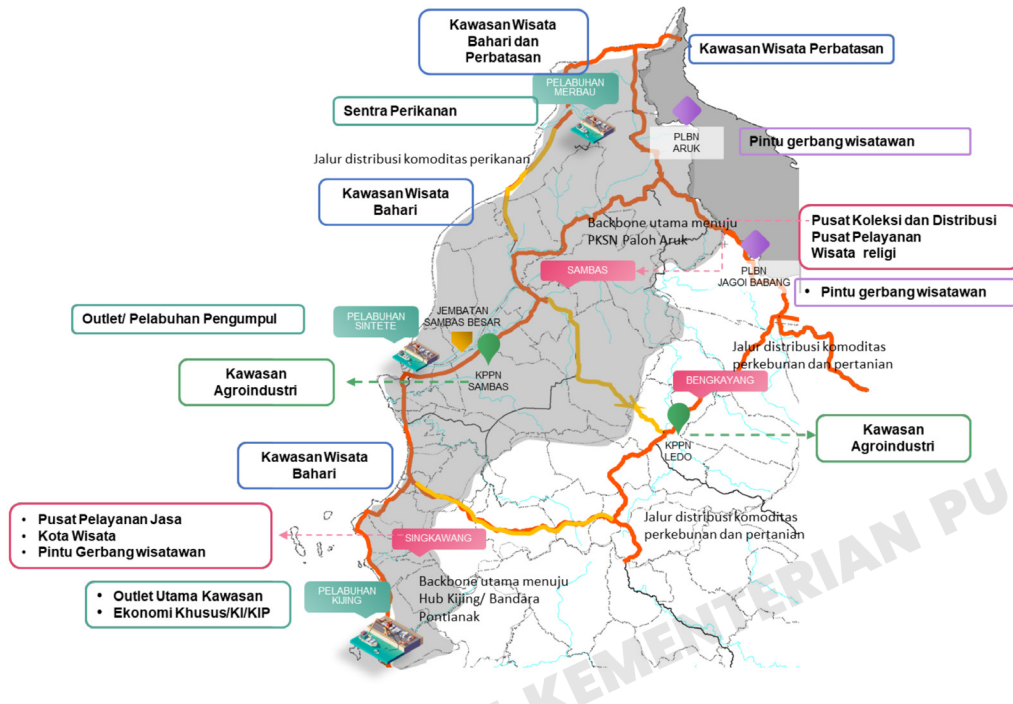 Kawasan Wisata
Bahari dan
Perbatasan
Kawasan Wisata Perbatasan
PELABUHAN
MERBAU
Sentra Perikanan
PLBN
ARUK
Pintu gerbang wisatawan
Jalur distribusi komoditas perikanan
Kawasan Wisata
Bahari
Backbone utama menuju
PKSN Paloh Aruk
Pusat Koleksi dan Distribusi
Pusat Pelayanan
Wisata religi
SAMBAS
PLBN
JAGOI BABANG
• Pintu gerbang wisatawan
Outlet/ Pelabuhan Pengumpul
PELABUHAN
SINTETE
JEMBATAN
SAMBAS BESAR
Jalur distribusi komoditas
perkebunan dan pertanian
Kawasan
Agroindustri
KPPN
SAMBAS
BENGKAYANG
KPPN
LEDO
Kawasan
Agroindustri
Kawasan Wisata
Bahari
• Pusat Pelayanan Jasa
• Kota Wisata
• Pintu Gerbang wisatawan
SINGKAWANG
Jalur distribusi komoditas
perkebunan dan pertanian
• Outlet Utama Kawasan
• Ekonomi Khusus/KI/KIP
PELABUHAN
KIJING
Backbone utama menuju
Hub Kijing/ Bandara
Pontianak
KEMENTERIAN PU